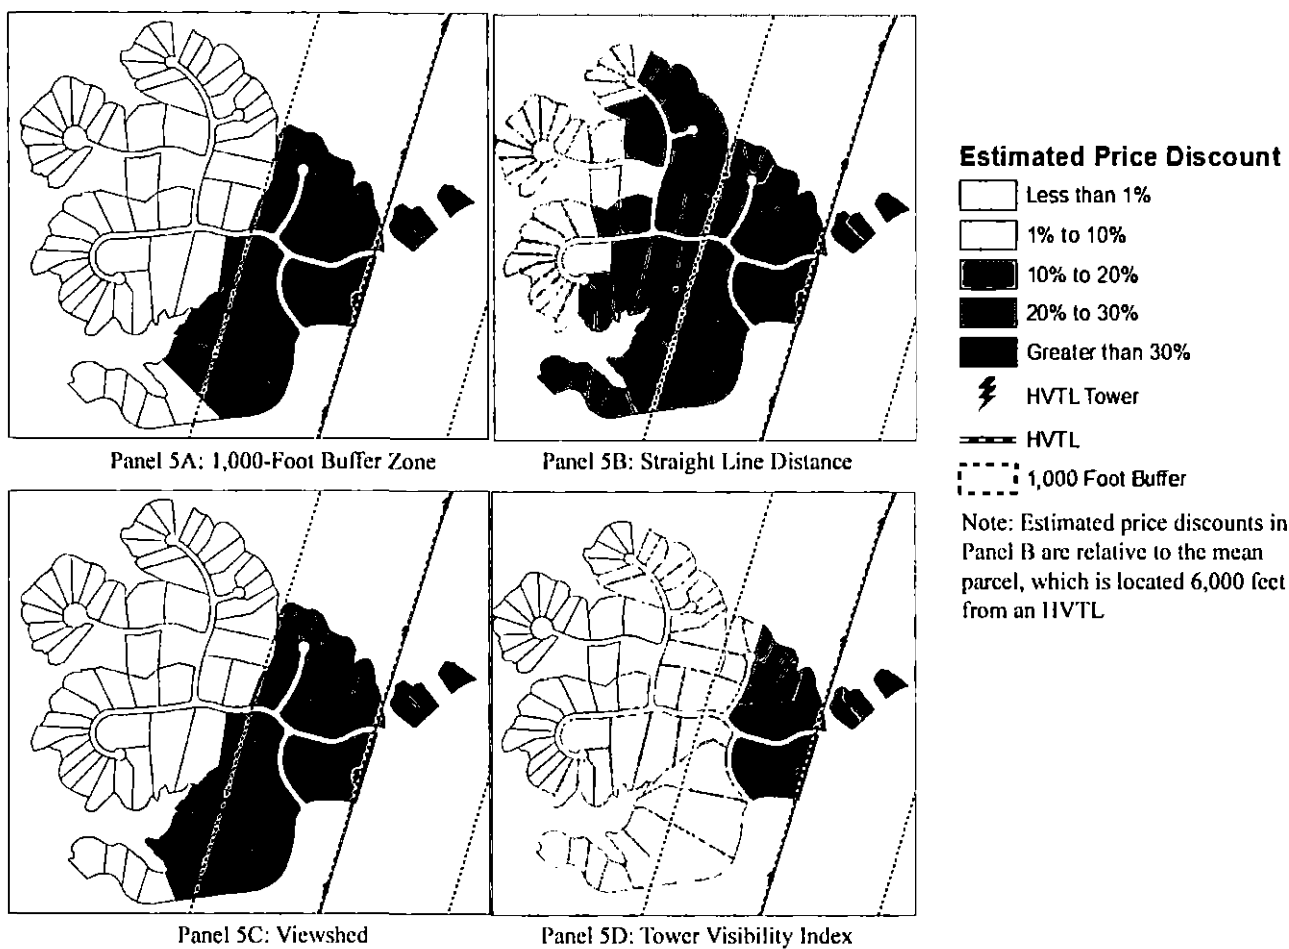 Panel 5A: 1,000-Foot Buffer Zone
Panel 5B: Straight Line Distance
Panel 5C: Viewshed
Panel 5D: Tower Visibility Index
Estimated Price Discount
Less than 1%
1% to 10%
10% to 20%
20% to 30%
Greater than 30%
HVTL Tower
HVTL
1,000 Foot Buffer
Note: Estimated price discounts in
Panel B are relative to the mean
parcel, which is located 6,000 feet
from an HVTL